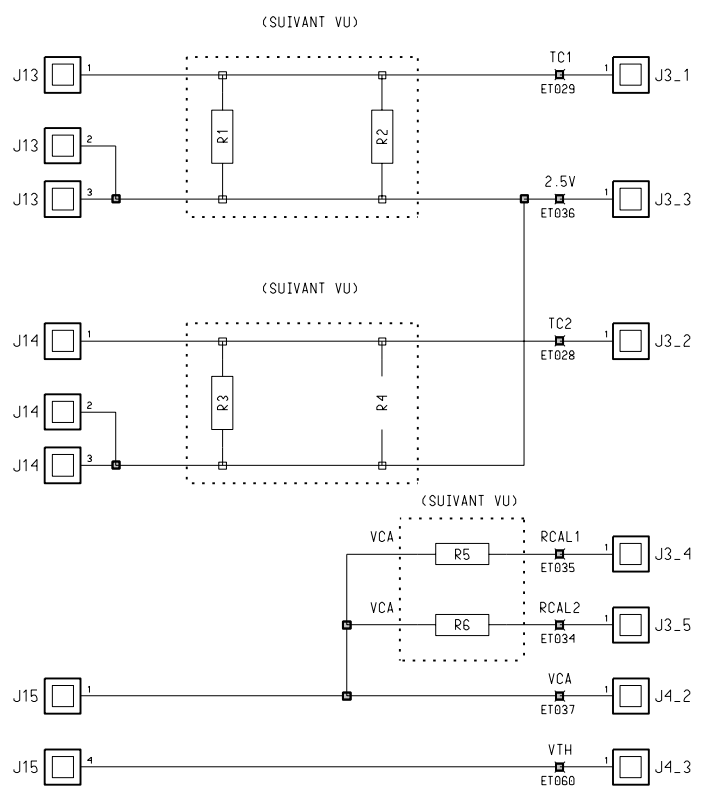 (SUIVANT VU)
J13 1 TC1 1 J3_1
ET029
R1 R2
J13 2
J13 3 2.5V 1 J3_3
ET036
(SUIVANT VU)
J14 1 TC2 1 J3_2
ET028
R3 R4
J14 2
J14 3
(SUIVANT VU)
VCA R5 RCAL1 1 J3_4
ET035
VCA R6 RCAL2 1 J3_5
ET034
J15 1 VCA 1 J4_2
ET037
J15 4 VTH 1 J4_3
ET060